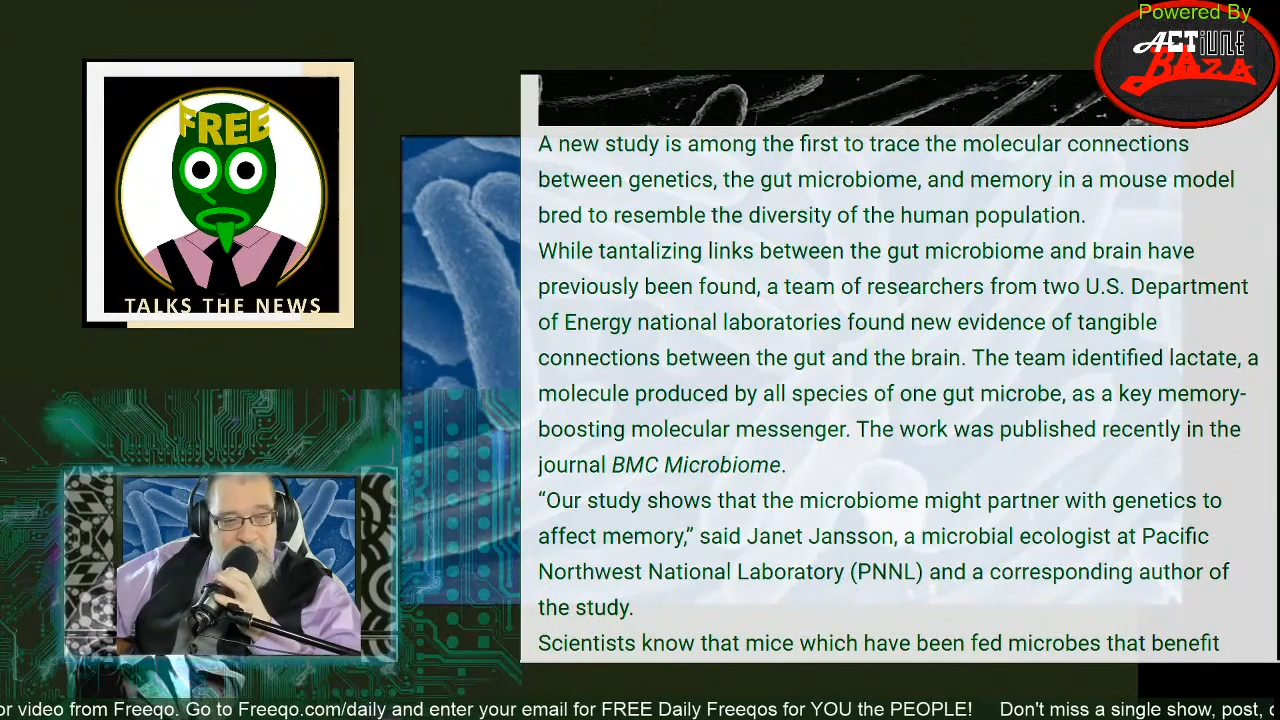 Powered By
ACTiUNE
BAZA
FREE
TALKS THE NEWS
A new study is among the first to trace the molecular connections
between genetics, the gut microbiome, and memory in a mouse model
bred to resemble the diversity of the human population.
While tantalizing links between the gut microbiome and brain have
previously been found, a team of researchers from two U.S. Department
of Energy national laboratories found new evidence of tangible
connections between the gut and the brain. The team identified lactate, a
molecule produced by all species of one gut microbe, as a key memory-
boosting molecular messenger. The work was published recently in the
journal BMC Microbiome.
“Our study shows that the microbiome might partner with genetics to
affect memory,” said Janet Jansson, a microbial ecologist at Pacific
Northwest National Laboratory (PNNL) and a corresponding author of
the study.
Scientists know that mice which have been fed microbes that benefit
or video from Freeqo. Go to Freeqo.com/daily and enter your email for FREE Daily Freeqos for YOU the PEOPLE! Don't miss a single show, post,